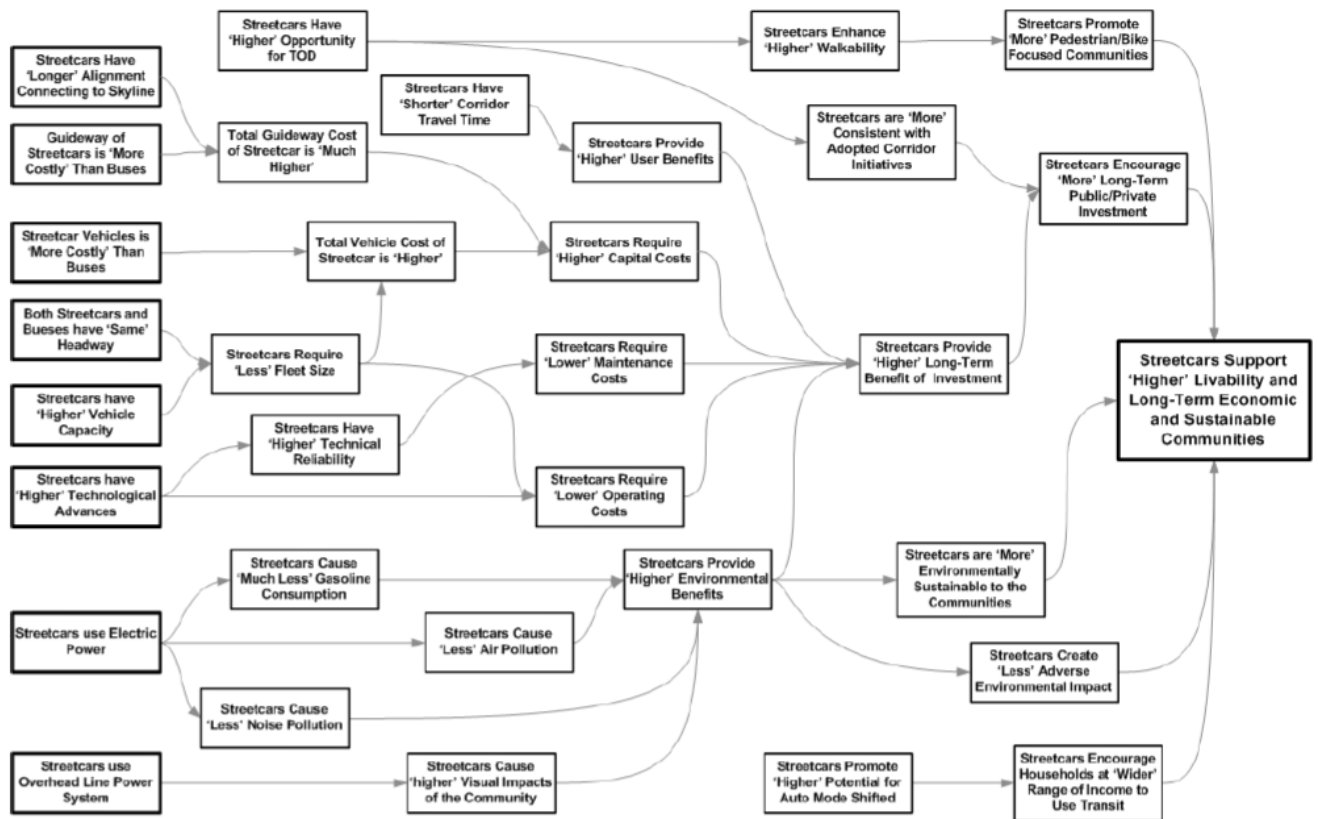 Streetcars Have
'Higher' Opportunity
for TOD
Streetcars Enhance
'Higher' Walkability
Streetcars Promote
'More' Pedestrian/Bike
Focused Communities
Streetcars Have
'Longer' Alignment
Connecting to Skyline
Streetcars Have
'Shorter' Corridor
Travel Time
Guideway of
Streetcars is 'More
Costly' Than Buses
Total Guideway Cost
of Streetcar is 'Much
Higher'
Streetcars Provide
'Higher' User Benefits
Streetcars are 'More'
Consistent with
Adopted Corridor
Initiatives
Streetcars Encourage
'More' Long-Term
Public/Private
Investment
Streetcar Vehicles is
'More Costly' Than
Buses
Total Vehicle Cost of
Streetcar is 'Higher'
Streetcars Require
'Higher' Capital Costs
Both Streetcars and
Bueses have 'Same'
Headway
Streetcars Require
'Less' Fleet Size
Streetcars Require
'Lower' Maintenance
Costs
Streetcars Provide
'Higher' Long-Term
Benefit of Investment
Streetcars Support
'Higher' Livability and
Long-Term Economic
and Sustainable
Communities
Streetcars have
'Higher' Vehicle
Capacity
Streetcars Have
'Higher' Technical
Reliability
Streetcars have
'Higher' Technological
Advances
Streetcars Require
'Lower' Operating
Costs
Streetcars Cause
'Much Less' Gasoline
Consumption
Streetcars Provide
'Higher' Environmental
Benefits
Streetcars are 'More'
Environmentally
Sustainable to the
Communities
Streetcars use Electric
Power
Streetcars Cause
'Less' Air Pollution
Streetcars Create
'Less' Adverse
Environmental Impact
Streetcars Cause
'Less' Noise Pollution
Streetcars use
Overhead Line Power
System
Streetcars Cause
'higher' Visual Impacts
of the Community
Streetcars Promote
'Higher' Potential for
Auto Mode Shifted
Streetcars Encourage
Households at 'Wider'
Range of Income to
Use Transit